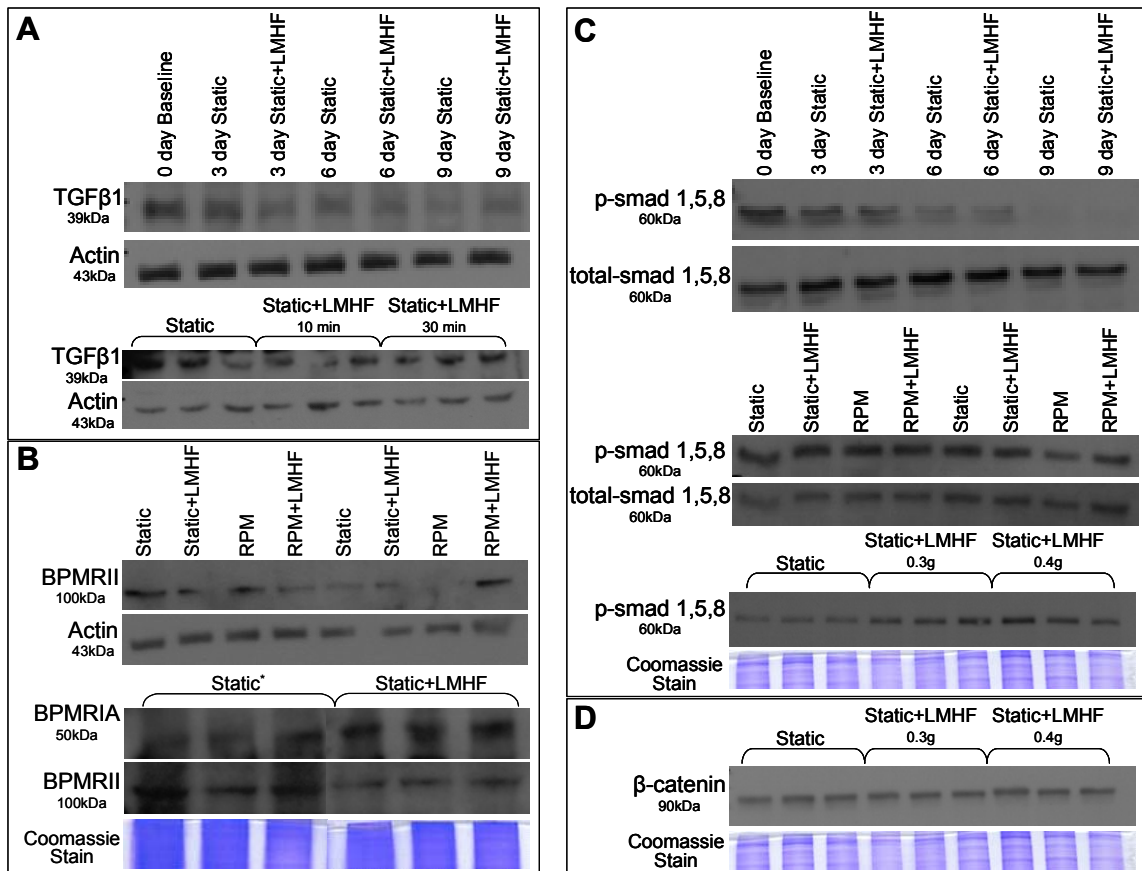 A
0 day Baseline
3 day Static
3 day Static+LMHF
6 day Static
6 day Static+LMHF
9 day Static
9 day Static+LMHF
TGFβ1
39kDa
Actin
43kDa
Static
Static+LMHF
10 min
Static+LMHF
30 min
TGFβ1
39kDa
Actin
43kDa
B
Static
Static+LMHF
RPM
RPM+LMHF
Static
Static+LMHF
RPM
RPM+LMHF
BPMRII
100kDa
Actin
43kDa
Static*
Static+LMHF
BPMRIA
50kDa
BPMRII
100kDa
Coomassie
Stain
C
0 day Baseline
3 day Static
3 day Static+LMHF
6 day Static
6 day Static+LMHF
9 day Static
9 day Static+LMHF
p-smad 1,5,8
60kDa
total-smad 1,5,8
60kDa
Static
Static+LMHF
RPM
RPM+LMHF
Static
Static+LMHF
RPM
RPM+LMHF
p-smad 1,5,8
60kDa
total-smad 1,5,8
60kDa
Static
Static+LMHF
0.3g
Static+LMHF
0.4g
p-smad 1,5,8
60kDa
Coomassie
Stain
D
Static
Static+LMHF
0.3g
Static+LMHF
0.4g
β-catenin
90kDa
Coomassie
Stain